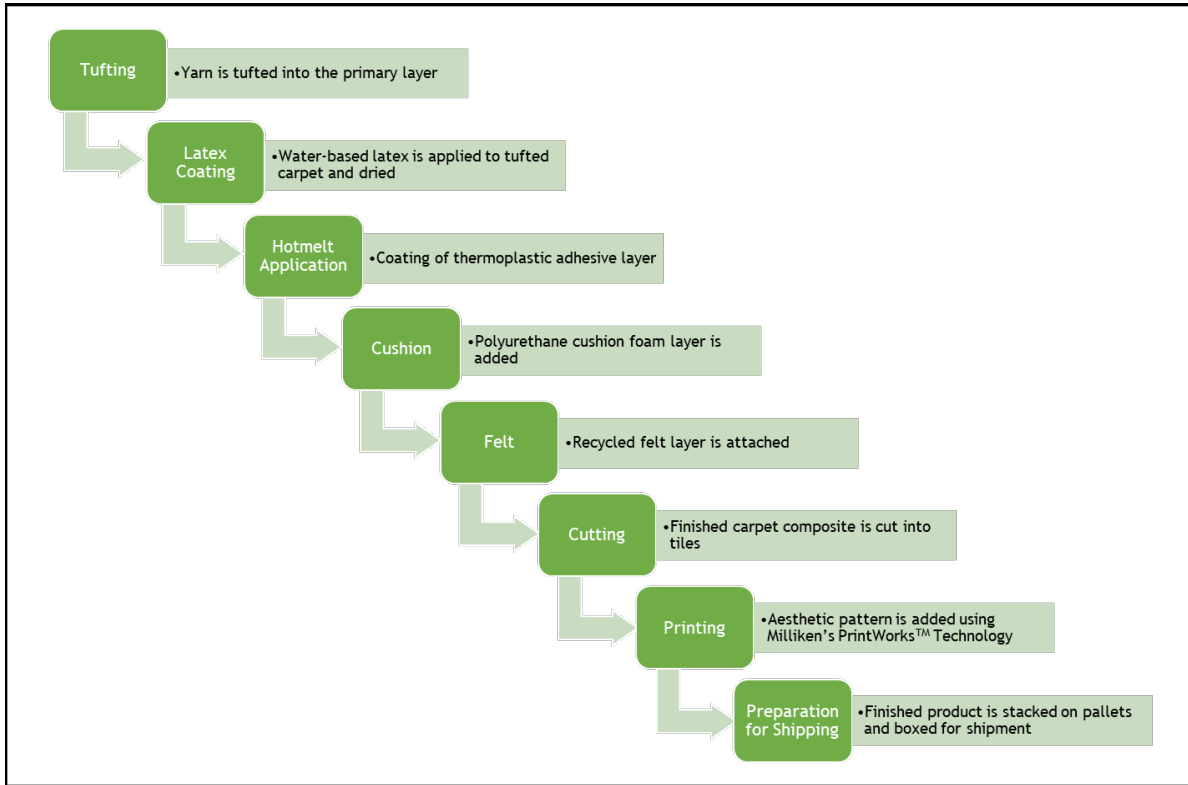 Tufting
•Yarn is tufted into the primary layer
Latex
Coating
•Water-based latex is applied to tufted
carpet and dried
Hotmelt
Application
•Coating of thermoplastic adhesive layer
Cushion
•Polyurethane cushion foam layer is
added
Felt
•Recycled felt layer is attached
Cutting
•Finished carpet composite is cut into
tiles
Printing
•Aesthetic pattern is added using
Milliken's PrintWorks™ Technology
Preparation
for Shipping
•Finished product is stacked on pallets
and boxed for shipment